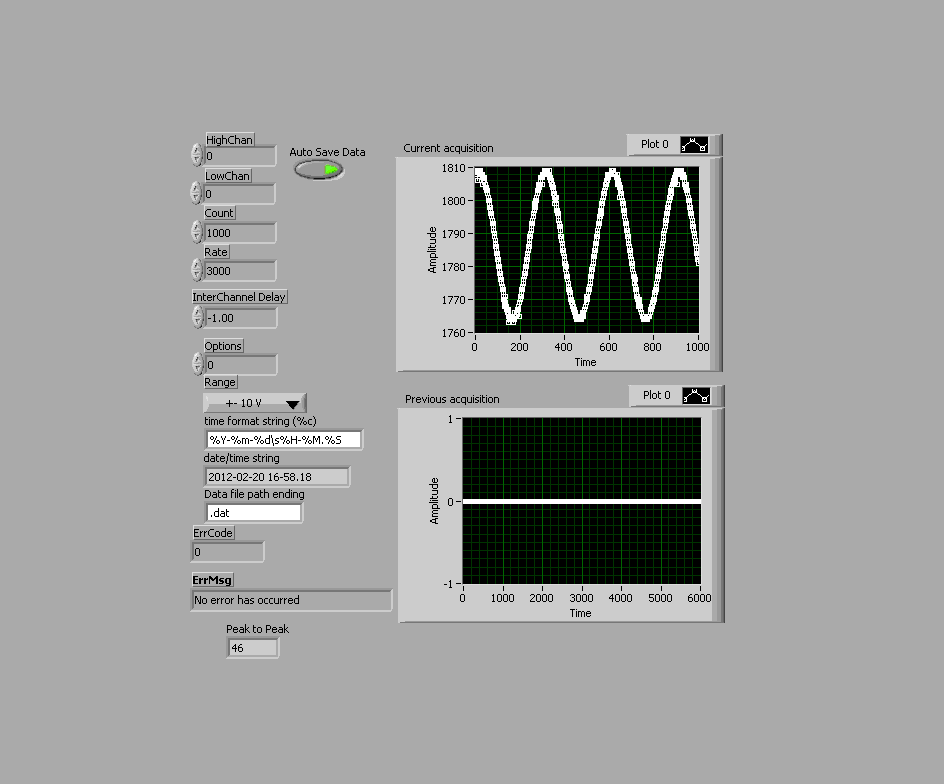 HighChan
0
Auto Save Data
LowChan
0
Count
1000
Rate
3000
InterChannel Delay
-1.00
Options
0
Range
+- 10 V
time format string (%c)
%Y-%m-%d\s%H-%M.%S
date/time string
2012-02-20 16-58.18
Data file path ending
.dat
ErrCode
0
ErrMsg
No error has occurred
Peak to Peak
46
Current acquisition
Plot 0
Amplitude
1810
1800
1790
1780
1770
1760
0 200 400 600 800 1000
Time
Previous acquisition
Plot 0
Amplitude
1
0
-1
0 1000 2000 3000 4000 5000 6000
Time